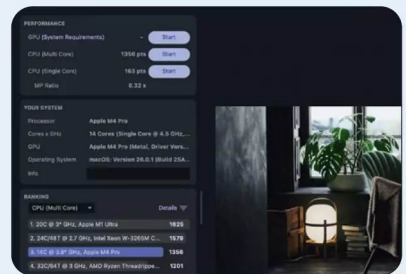 PERFORMANCE
GPU (System Requirements) - Start
CPU (Multi Core) 1356 pts Start
CPU (Single Core) 163 pts Start
MP Ratio 8.32 x
YOUR SYSTEM
Processor Apple M4 Pro
Cores x GHz 14 Cores (Single Core @ 4.5 GHz,...
GPU Apple M4 Pro (Metal, Driver Vers...
Operating System macOS: Version 26.0.1 (Build 25A...
Info
RANKING
CPU (Multi Core) Details
1. 20C @ 3* GHz, Apple M1 Ultra 1625
2. 24C/48T @ 2.7 GHz, Intel Xeon W-3265M C... 1579
3. 14C @ 3.8* GHz, Apple M4 Pro 1356
4. 32C/64T @ 3 GHz, AMD Ryzen Threadrippe... 1201